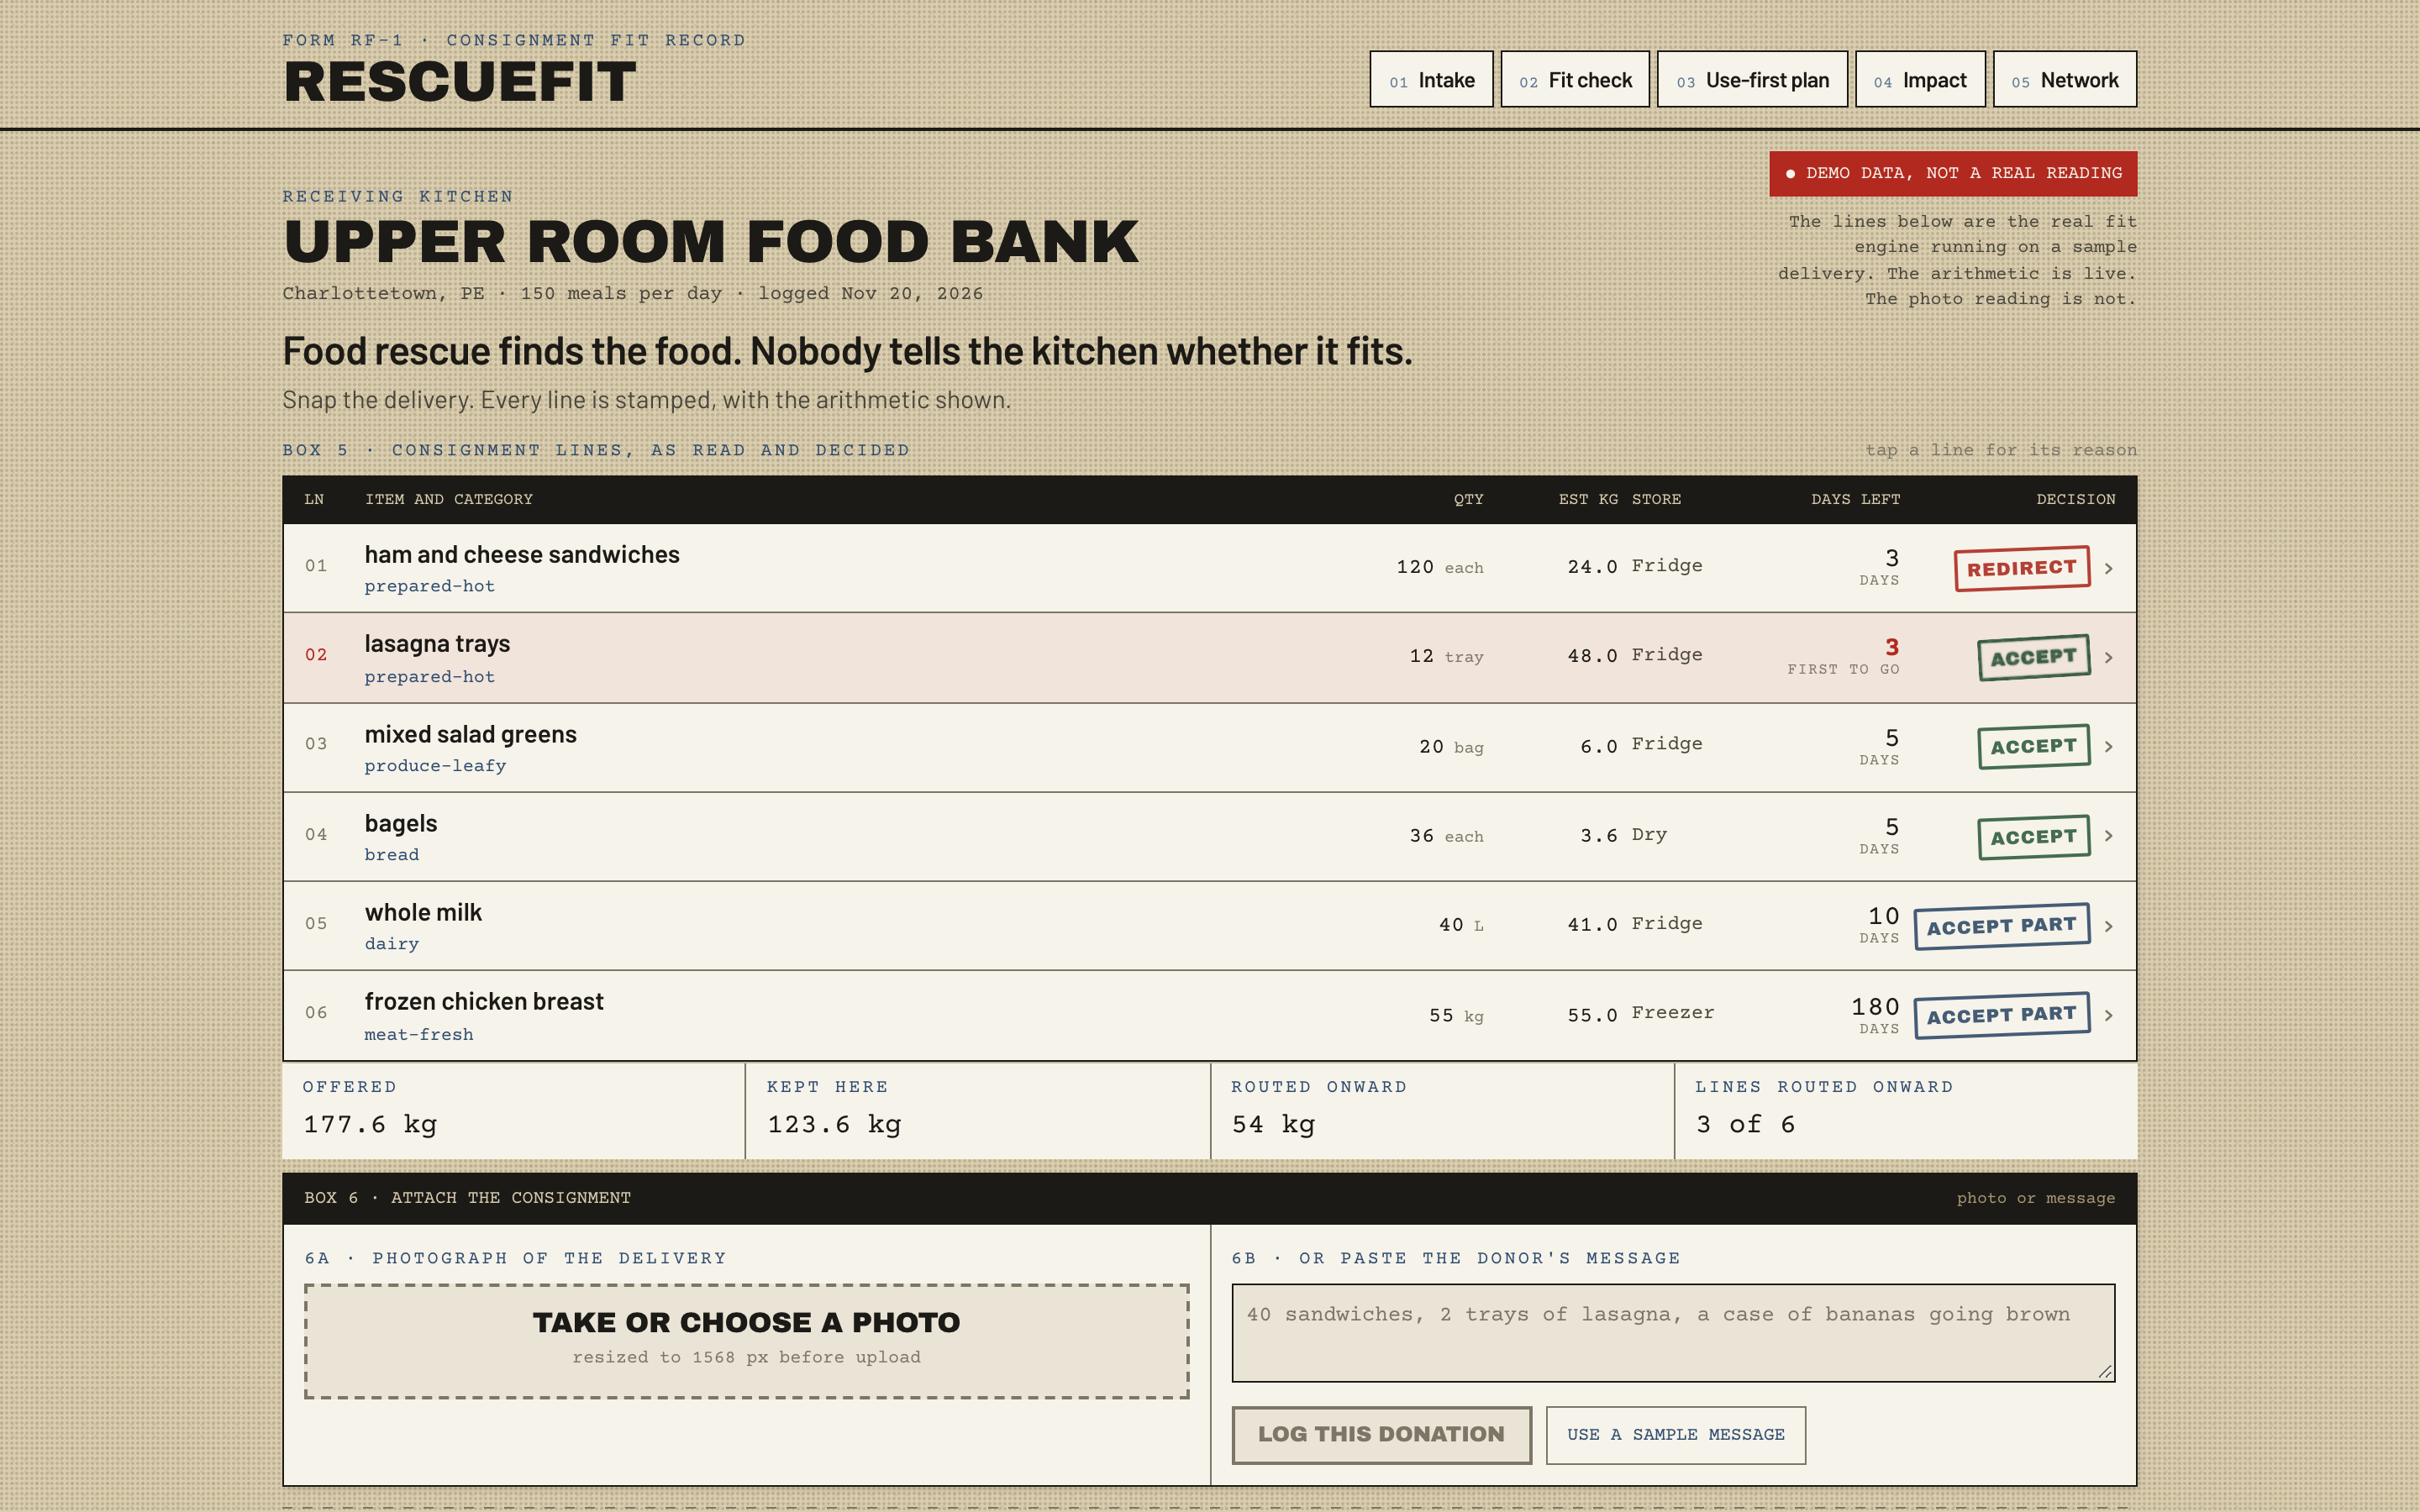 FORM RF-1 · CONSIGNMENT FIT RECORD
RESCUEFIT
01 Intake
02 Fit check
03 Use-first plan
04 Impact
05 Network
● DEMO DATA, NOT A REAL READING
The lines below are the real fit
engine running on a sample
delivery. The arithmetic is live.
The photo reading is not.
RECEIVING KITCHEN
UPPER ROOM FOOD BANK
Charlottetown, PE · 150 meals per day · logged Nov 20, 2026
Food rescue finds the food. Nobody tells the kitchen whether it fits.
Snap the delivery. Every line is stamped, with the arithmetic shown.
BOX 5 · CONSIGNMENT LINES, AS READ AND DECIDED
tap a line for its reason
LN ITEM AND CATEGORY QTY EST KG STORE DAYS LEFT DECISION
01 ham and cheese sandwiches 120 each 24.0 Fridge 3 REDIRECT ›
prepared-hot DAYS
02 lasagna trays 12 tray 48.0 Fridge 3 ACCEPT ›
prepared-hot FIRST TO GO
03 mixed salad greens 20 bag 6.0 Fridge 5 ACCEPT ›
produce-leafy DAYS
04 bagels 36 each 3.6 Dry 5 ACCEPT ›
bread DAYS
05 whole milk 40 L 41.0 Fridge 10 ACCEPT PART ›
dairy DAYS
06 frozen chicken breast 55 kg 55.0 Freezer 180 ACCEPT PART ›
meat-fresh DAYS
OFFERED KEPT HERE ROUTED ONWARD LINES ROUTED ONWARD
177.6 kg 123.6 kg 54 kg 3 of 6
BOX 6 · ATTACH THE CONSIGNMENT photo or message
6A · PHOTOGRAPH OF THE DELIVERY
TAKE OR CHOOSE A PHOTO
resized to 1568 px before upload
6B · OR PASTE THE DONOR'S MESSAGE
40 sandwiches, 2 trays of lasagna, a case of bananas going brown
LOG THIS DONATION
USE A SAMPLE MESSAGE